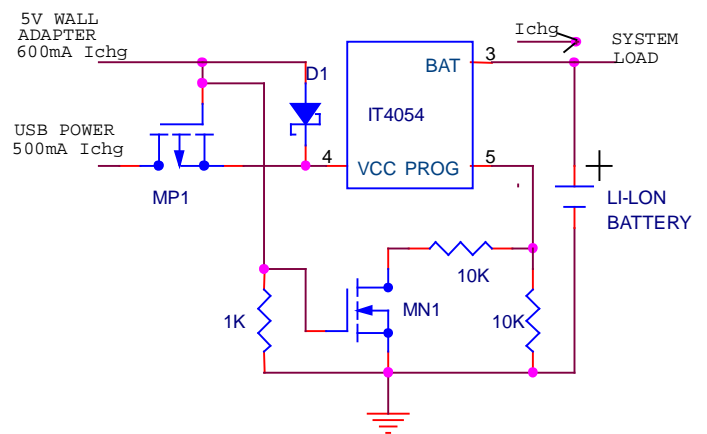 5V WALL
ADAPTER
600mA Ichg
Ichg
SYSTEM
LOAD
D1
3
BAT
IT4054
USB POWER
500mA Ichg
4
VCC PROG
5
MP1
LI-LON
BATTERY
10K
MN1
1K
10K